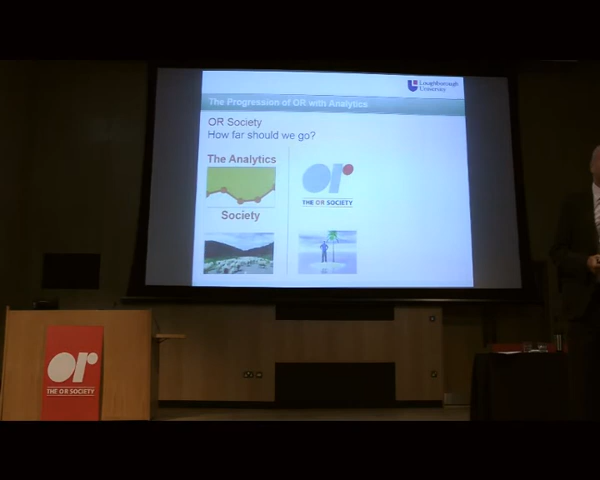 Loughborough
University
The Progression of OR with Analytics
OR Society
How far should we go?
The Analytics
Society
or
THE OR SOCIETY
or
THE OR SOCIETY